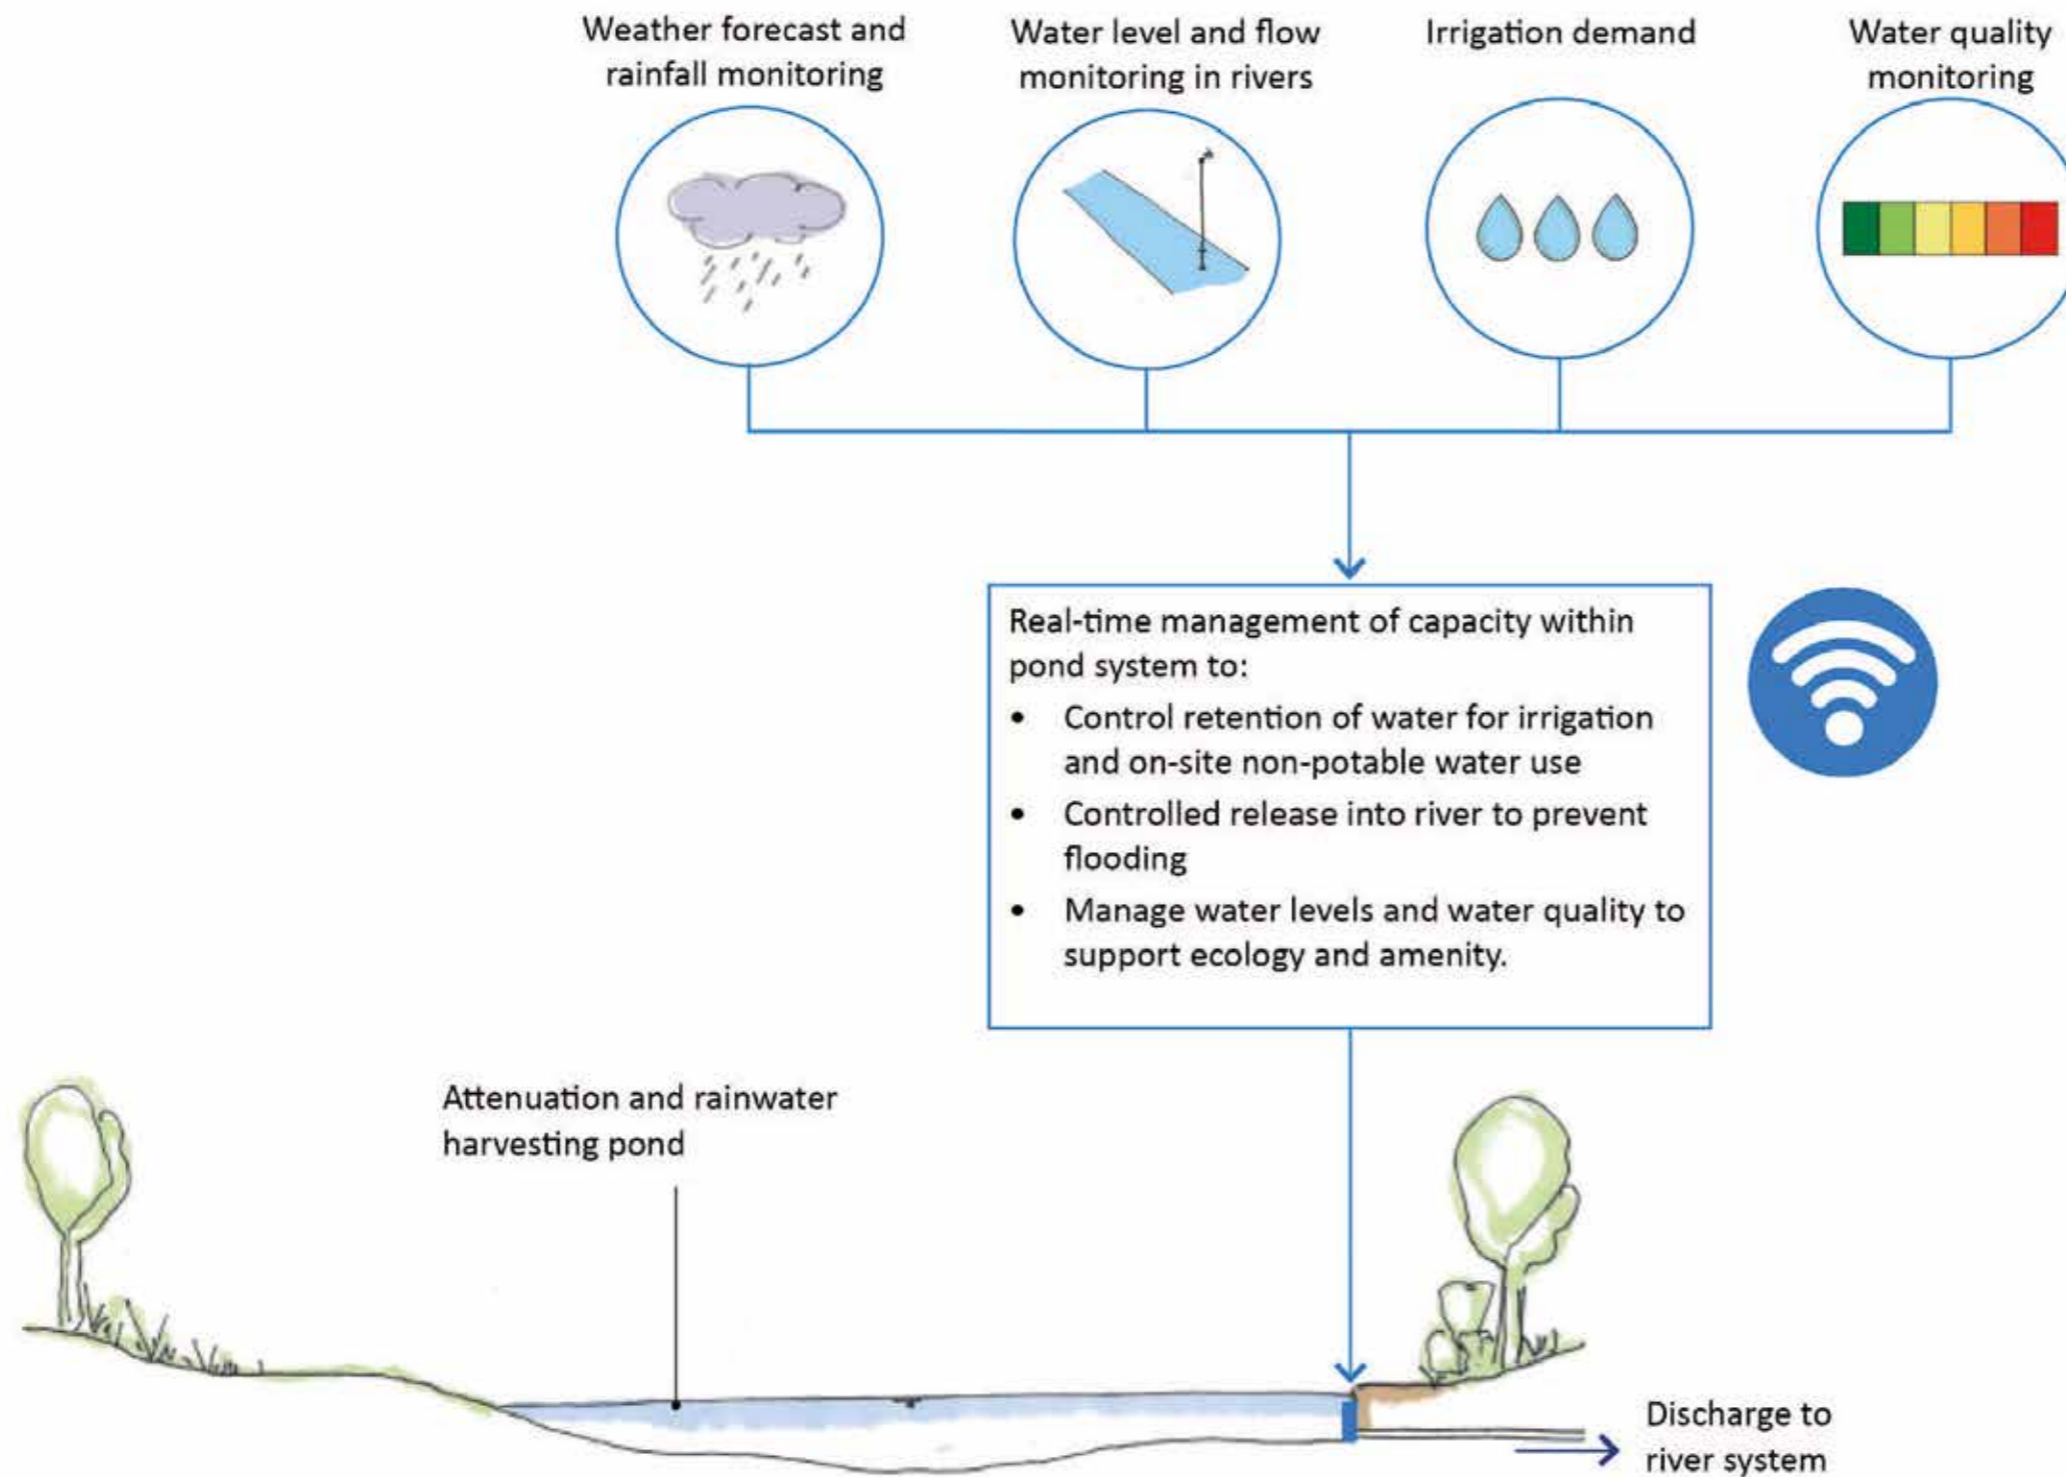 Weather forecast and
rainfall monitoring
Water level and flow
monitoring in rivers
Irrigation demand
Water quality
monitoring
Real-time management of capacity within
pond system to:
• Control retention of water for irrigation
and on-site non-potable water use
• Controlled release into river to prevent
flooding
• Manage water levels and water quality to
support ecology and amenity.
Attenuation and rainwater
harvesting pond
Discharge to
river system